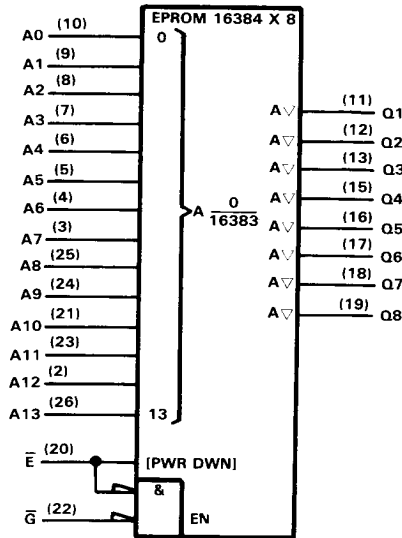 EPROM 16384 X 8
A0 (10) 0
A1 (9)
A2 (8)
A3 (7)
A4 (6)
A5 (5)
A6 (4)
A7 (3)
A8 (25)
A9 (24)
A10 (21)
A11 (23)
A12 (2)
A13 (26) 13
A 0/16383
A▽ (11) Q1
A▽ (12) Q2
A▽ (13) Q3
A▽ (15) Q4
A▽ (16) Q5
A▽ (17) Q6
A▽ (18) Q7
A▽ (19) Q8
E̅ (20) [PWR DWN]
&
G̅ (22) EN